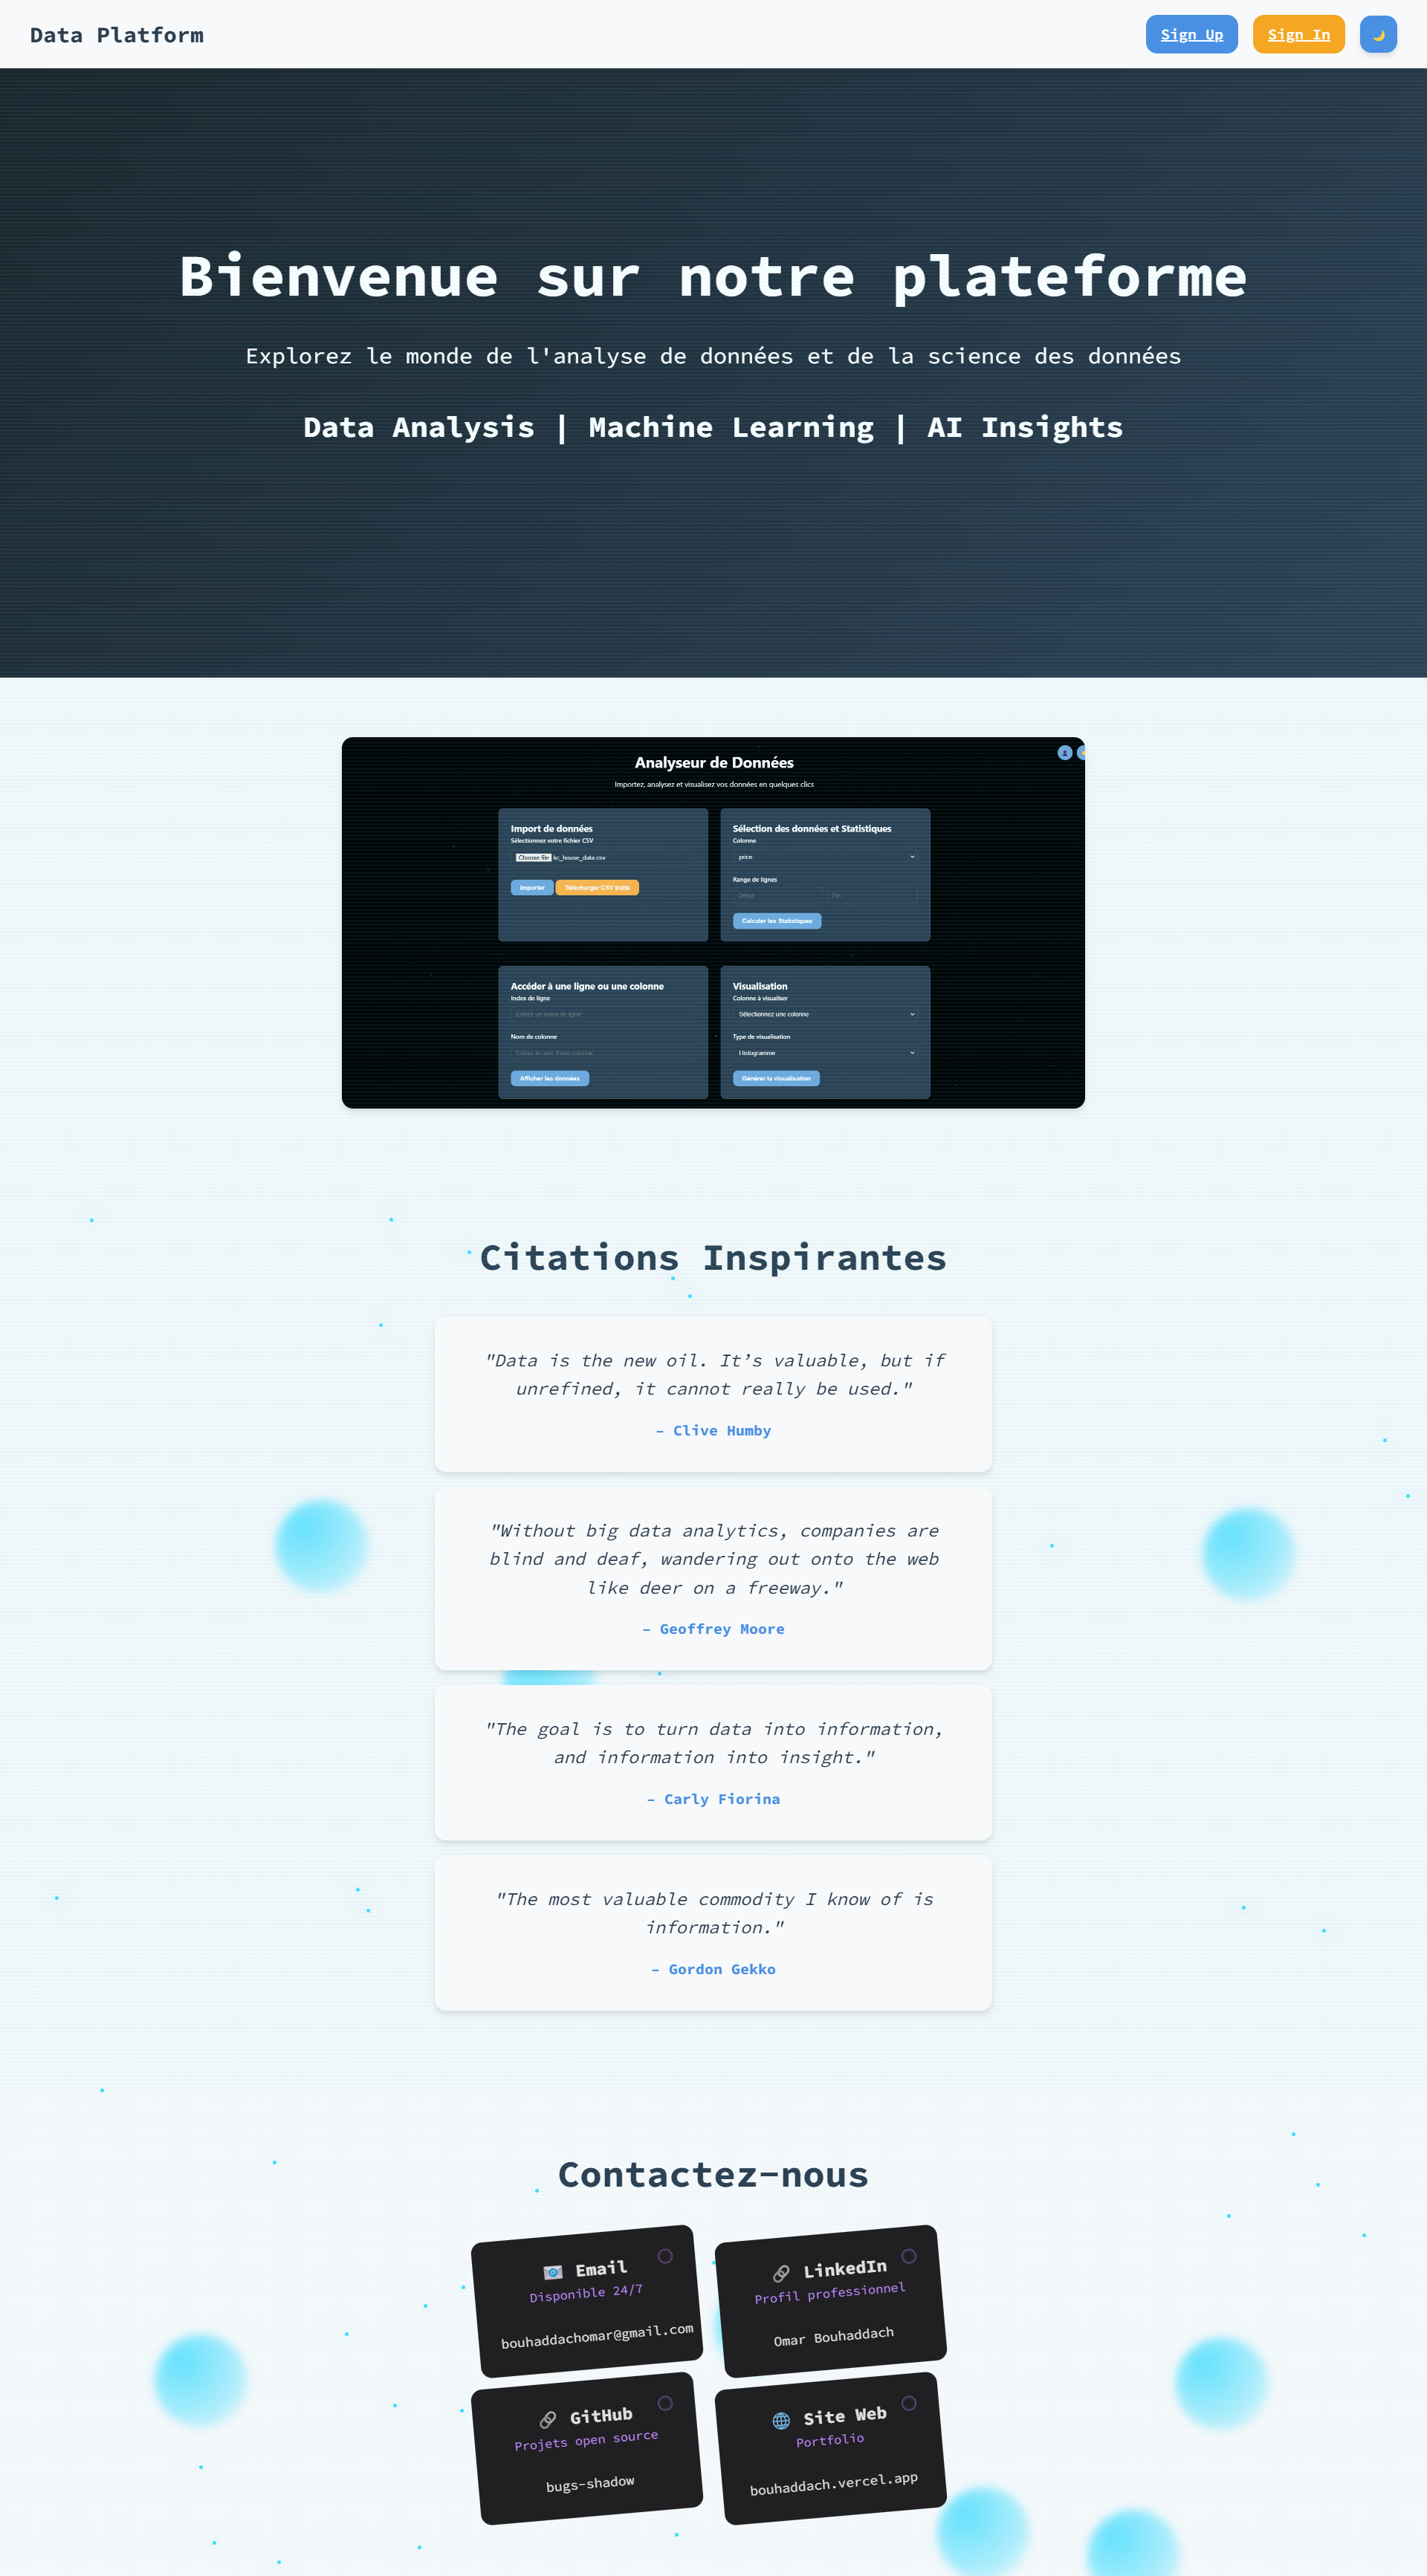 Data Platform
Sign Up
Sign In
Bienvenue sur notre plateforme
Explorez le monde de l'analyse de données et de la science des données
Data Analysis | Machine Learning | AI Insights
Analyseur de Données
Importez, analysez et visualisez vos données en quelques clics
Import de données
Sélectionnez votre fichier CSV
Choose file kc_house_data.csv
Importer
Télécharger CSV traité
Sélection des données et Statistiques
Colonne
price
Range de lignes
Début
Fin
Calculer les Statistiques
Accéder à une ligne ou une colonne
Index de ligne
Entrez un index de ligne
Nom de colonne
Entrez le nom d'une colonne
Afficher les données
Visualisation
Colonne à visualiser
Sélectionnez une colonne
Type de visualisation
Histogramme
Générer la visualisation
Citations Inspirantes
"Data is the new oil. It’s valuable, but if
unrefined, it cannot really be used."
– Clive Humby
"Without big data analytics, companies are
blind and deaf, wandering out onto the web
like deer on a freeway."
– Geoffrey Moore
"The goal is to turn data into information,
and information into insight."
– Carly Fiorina
"The most valuable commodity I know of is
information."
– Gordon Gekko
Contactez-nous
Email
Disponible 24/7
bouhaddachomar@gmail.com
LinkedIn
Profil professionnel
Omar Bouhaddach
GitHub
Projets open source
bugs-shadow
Site Web
Portfolio
bouhaddach.vercel.app